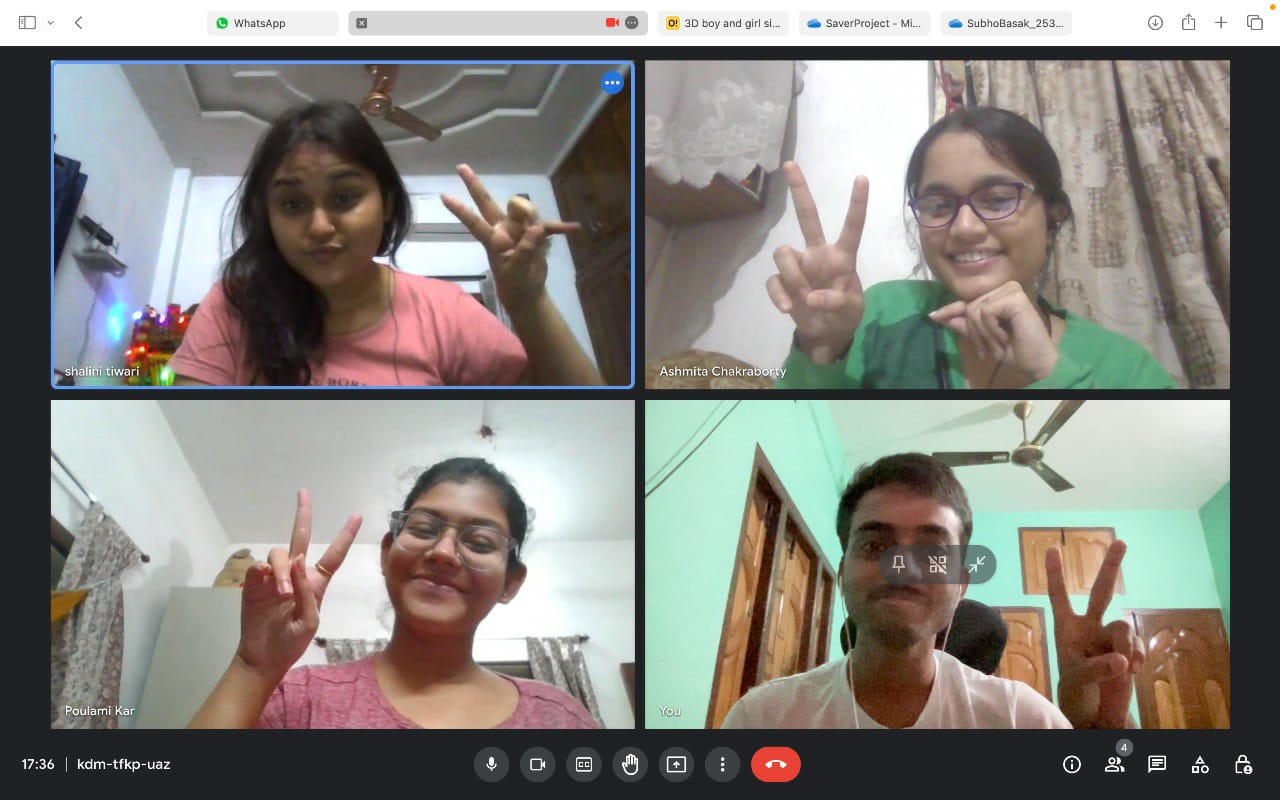 WhatsApp
O!
3D boy and girl si...
SaverProject - Mi...
SubhoBasak_253...
shalini tiwari
Ashmita Chakraborty
Poulami Kar
You
17:36 | kdm-tfkp-uaz
CC
4